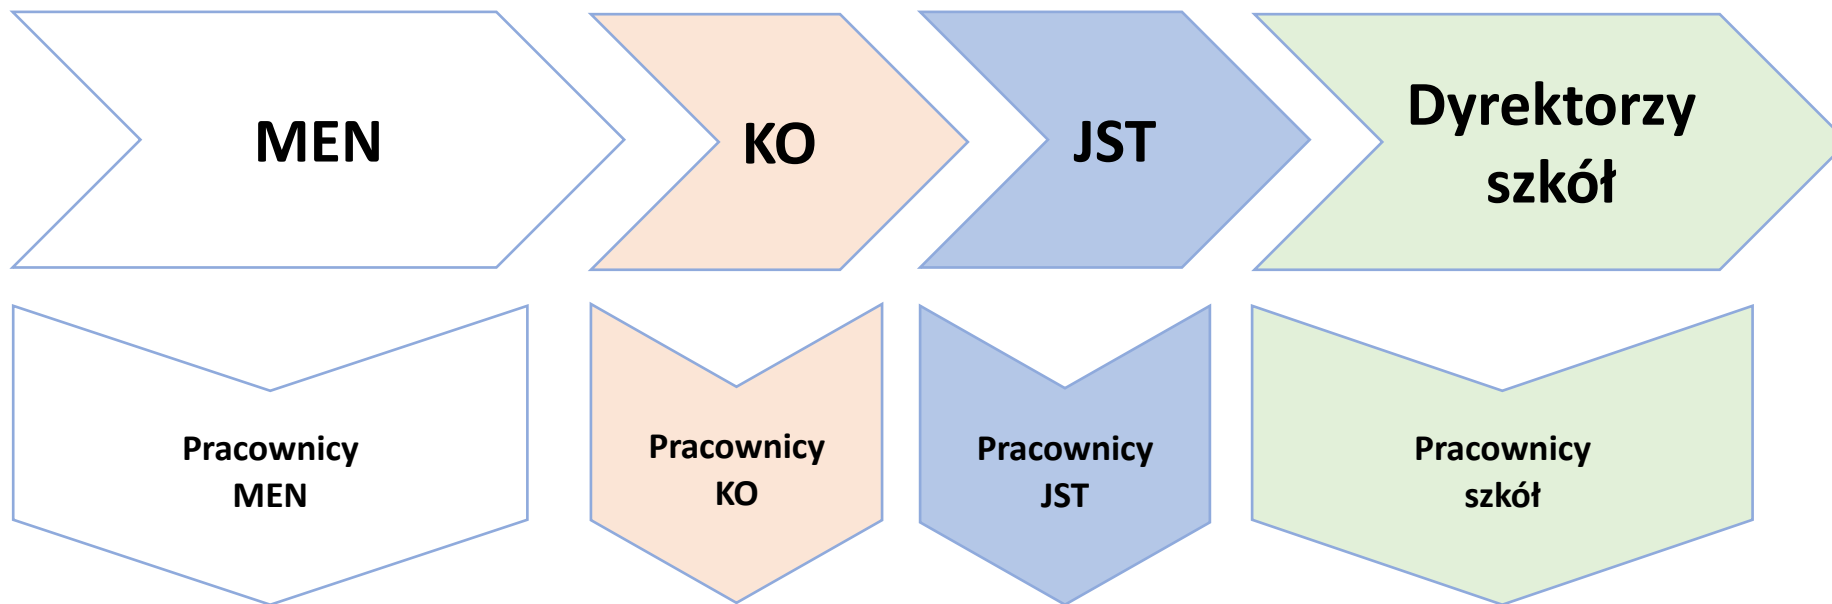 MEN
KO
JST
Dyrektorzy
szkół
Pracownicy
MEN
Pracownicy
KO
Pracownicy
JST
Pracownicy
szkół